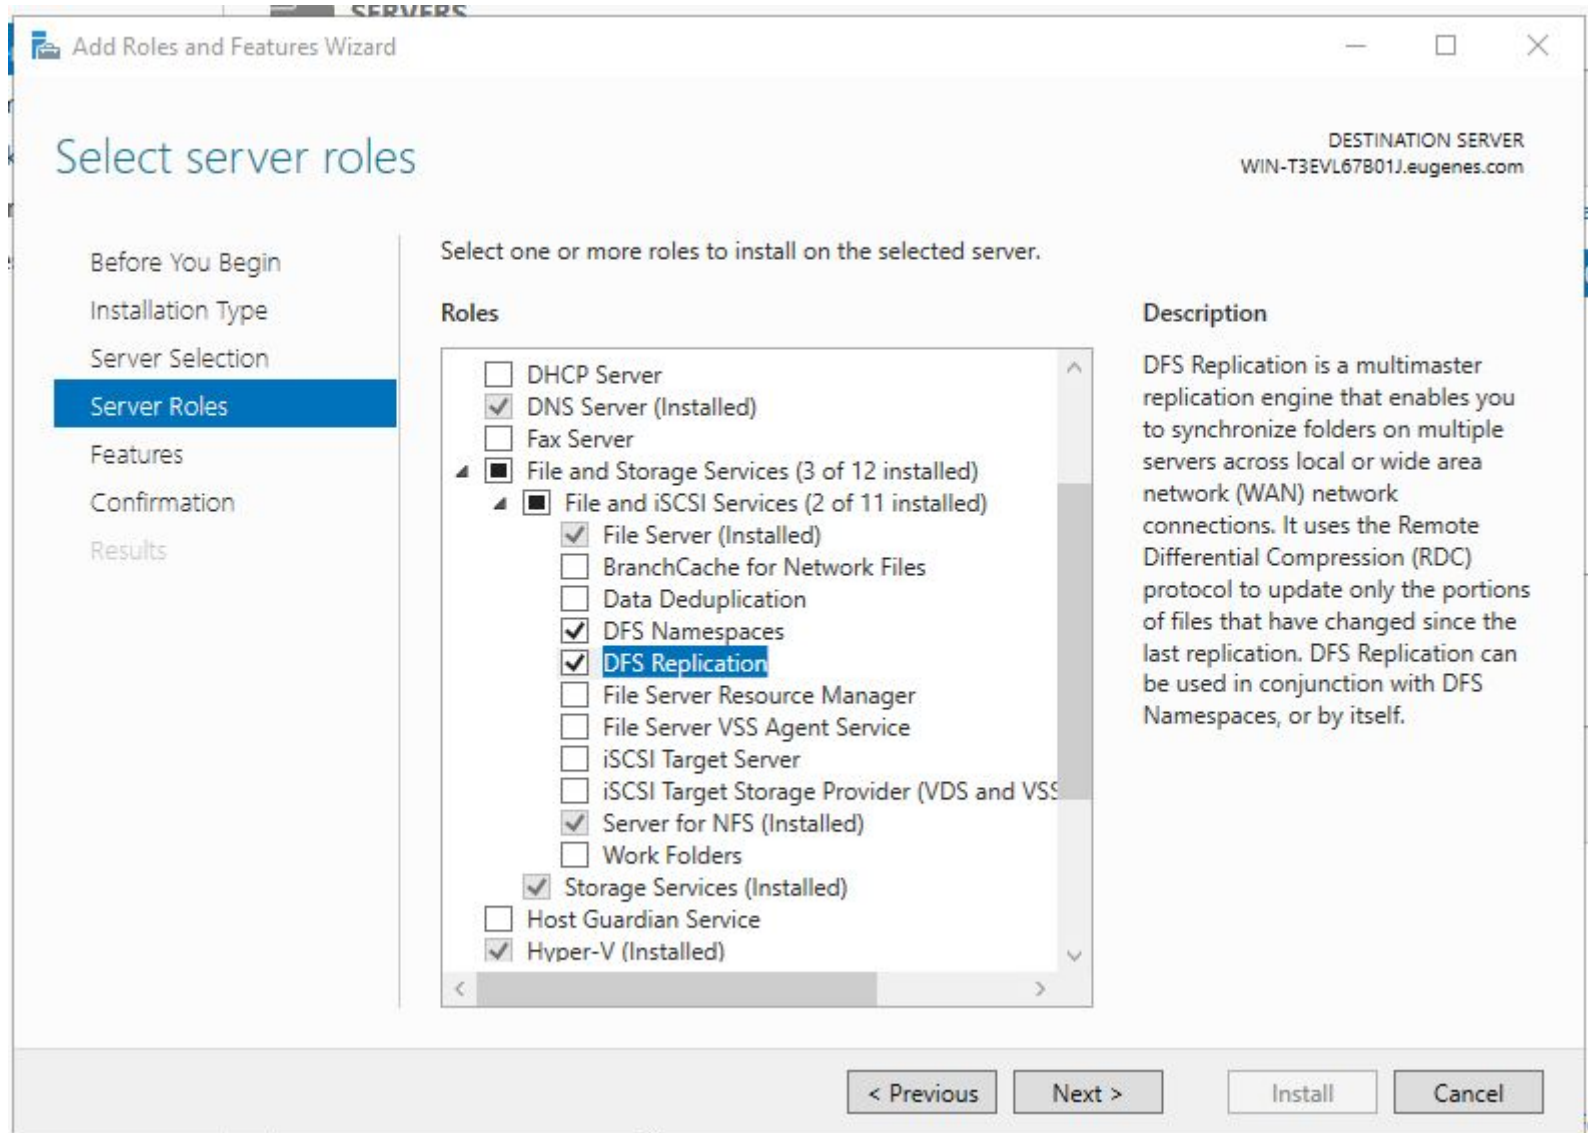 SERVERS
Add Roles and Features Wizard
Select server roles
DESTINATION SERVER
WIN-T3EVL67B01J.eugenes.com
Before You Begin
Installation Type
Server Selection
Server Roles
Features
Confirmation
Results
Select one or more roles to install on the selected server.
Roles
DHCP Server
DNS Server (Installed)
Fax Server
File and Storage Services (3 of 12 installed)
File and iSCSI Services (2 of 11 installed)
File Server (Installed)
BranchCache for Network Files
Data Deduplication
DFS Namespaces
DFS Replication
File Server Resource Manager
File Server VSS Agent Service
iSCSI Target Server
iSCSI Target Storage Provider (VDS and VSS
Server for NFS (Installed)
Work Folders
Storage Services (Installed)
Host Guardian Service
Hyper-V (Installed)
Description
DFS Replication is a multimaster
replication engine that enables you
to synchronize folders on multiple
servers across local or wide area
network (WAN) network
connections. It uses the Remote
Differential Compression (RDC)
protocol to update only the portions
of files that have changed since the
last replication. DFS Replication can
be used in conjunction with DFS
Namespaces, or by itself.
< Previous
Next >
Install
Cancel